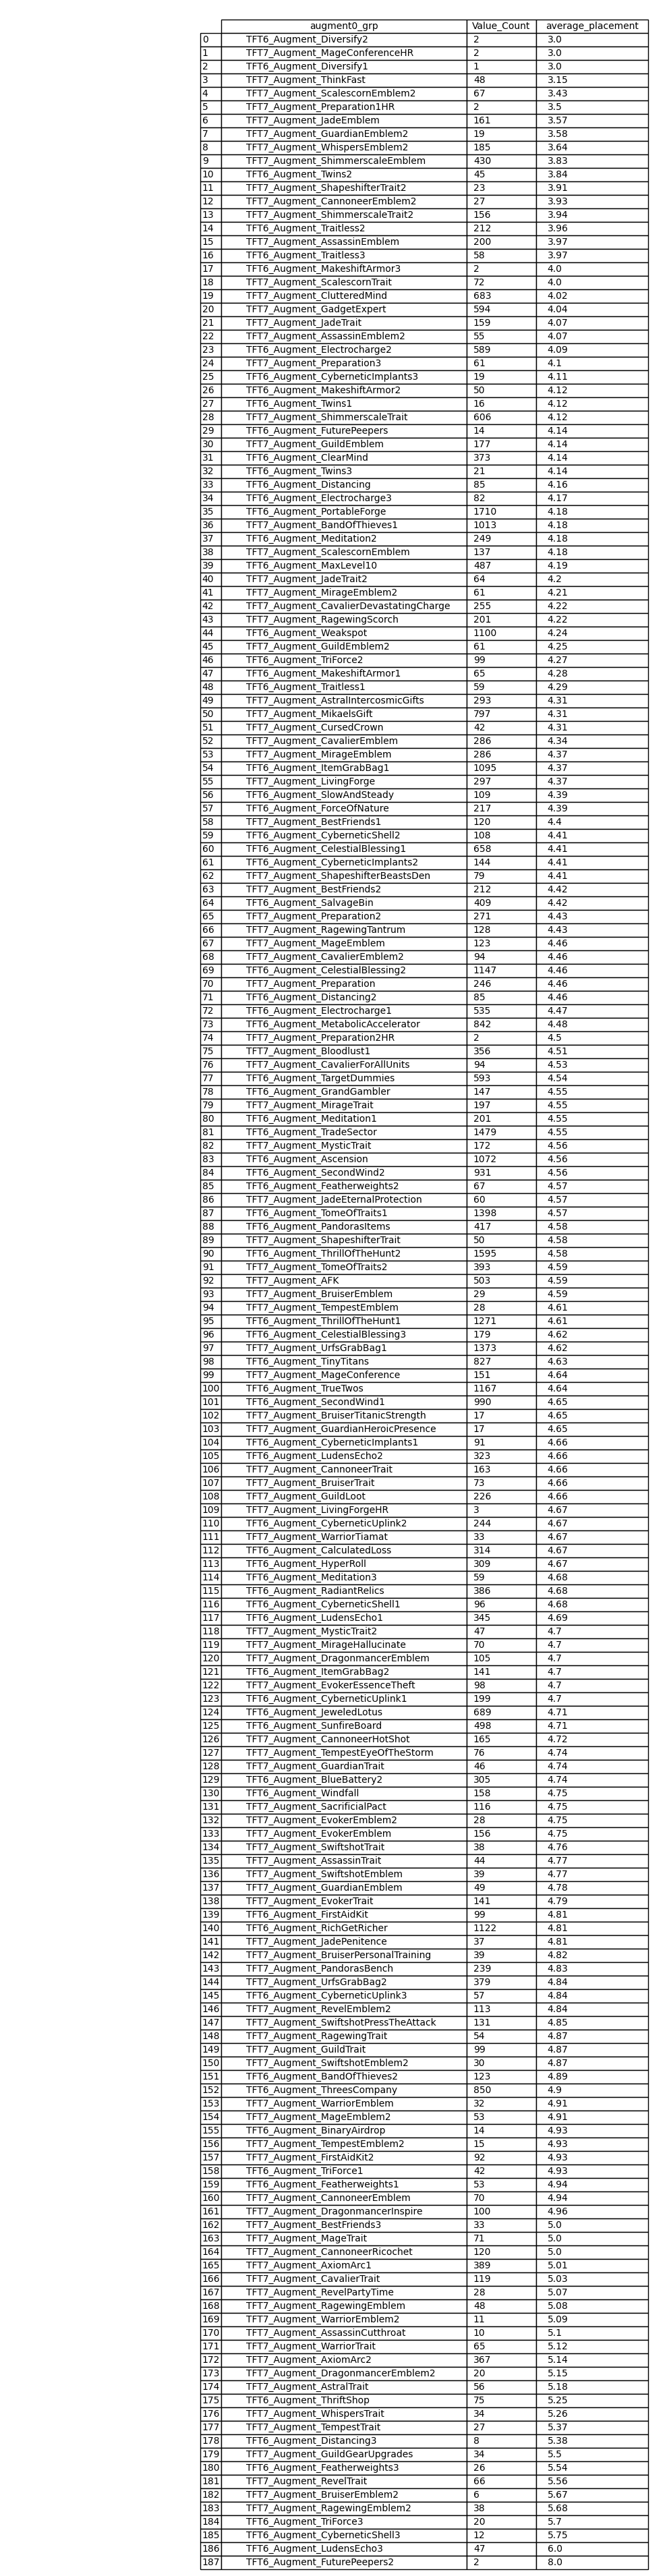 augment0_grp Value_Count average_placement
0 TFT6_Augment_Diversify2 2 3.0
1 TFT7_Augment_MageConferenceHR 2 3.0
2 TFT6_Augment_Diversify1 1 3.0
3 TFT7_Augment_ThinkFast 48 3.15
4 TFT7_Augment_ScalescornEmblem2 67 3.43
5 TFT7_Augment_Preparation1HR 2 3.5
6 TFT7_Augment_JadeEmblem 161 3.57
7 TFT7_Augment_GuardianEmblem2 19 3.58
8 TFT7_Augment_WhispersEmblem2 185 3.64
9 TFT7_Augment_ShimmerscaleEmblem 430 3.83
10 TFT6_Augment_Twins2 45 3.84
11 TFT7_Augment_ShapeshifterTrait2 23 3.91
12 TFT7_Augment_CannoneerEmblem2 27 3.93
13 TFT7_Augment_ShimmerscaleTrait2 156 3.94
14 TFT6_Augment_Traitless2 212 3.96
15 TFT7_Augment_AssassinEmblem 200 3.97
16 TFT6_Augment_Traitless3 58 3.97
17 TFT6_Augment_MakeshiftArmor3 2 4.0
18 TFT7_Augment_ScalescornTrait 72 4.0
19 TFT7_Augment_ClutteredMind 683 4.02
20 TFT7_Augment_GadgetExpert 594 4.04
21 TFT7_Augment_JadeTrait 159 4.07
22 TFT7_Augment_AssassinEmblem2 55 4.07
23 TFT6_Augment_Electrocharge2 589 4.09
24 TFT7_Augment_Preparation3 61 4.1
25 TFT6_Augment_CyberneticImplants3 19 4.11
26 TFT6_Augment_MakeshiftArmor2 50 4.12
27 TFT6_Augment_Twins1 16 4.12
28 TFT7_Augment_ShimmerscaleTrait 606 4.12
29 TFT7_Augment_FuturePeepers 14 4.14
30 TFT7_Augment_GuildEmblem 177 4.14
31 TFT6_Augment_ClearMind 373 4.14
32 TFT6_Augment_Twins3 21 4.14
33 TFT6_Augment_Distancing 85 4.16
34 TFT6_Augment_Electrocharge3 82 4.17
35 TFT6_Augment_PortableForge 1710 4.18
36 TFT7_Augment_BandOfThieves1 1013 4.18
37 TFT6_Augment_Meditation2 249 4.18
38 TFT7_Augment_ScalescornEmblem 137 4.18
39 TFT6_Augment_MaxLevel10 487 4.19
40 TFT7_Augment_JadeTrait2 64 4.2
41 TFT7_Augment_MirageEmblem2 61 4.21
42 TFT7_Augment_CavalierDevastatingCharge 255 4.22
43 TFT7_Augment_RagewingScorch 201 4.22
44 TFT6_Augment_Weakspot 1100 4.24
45 TFT7_Augment_GuildEmblem2 61 4.25
46 TFT6_Augment_TriForce2 99 4.27
47 TFT6_Augment_MakeshiftArmor1 65 4.28
48 TFT6_Augment_Traitless1 59 4.29
49 TFT7_Augment_AstralIntercosmicGifts 293 4.31
50 TFT7_Augment_MikaelsGift 797 4.31
51 TFT7_Augment_CursedCrown 42 4.31
52 TFT7_Augment_CavalierEmblem 286 4.34
53 TFT7_Augment_MirageEmblem 286 4.37
54 TFT6_Augment_ItemGrabBag1 1095 4.37
55 TFT7_Augment_LivingForge 297 4.37
56 TFT6_Augment_SlowAndSteady 109 4.39
57 TFT6_Augment_ForceOfNature 217 4.39
58 TFT7_Augment_BestFriends1 120 4.4
59 TFT6_Augment_CyberneticShell2 108 4.41
60 TFT6_Augment_CelestialBlessing1 658 4.41
61 TFT6_Augment_CyberneticImplants2 144 4.41
62 TFT7_Augment_ShapeshifterBeastsDen 79 4.41
63 TFT7_Augment_BestFriends2 212 4.42
64 TFT6_Augment_SalvageBin 409 4.42
65 TFT7_Augment_Preparation2 271 4.43
66 TFT7_Augment_RagewingTantrum 128 4.43
67 TFT7_Augment_MageEmblem 123 4.46
68 TFT7_Augment_CavalierEmblem2 94 4.46
69 TFT6_Augment_CelestialBlessing2 1147 4.46
70 TFT7_Augment_Preparation 246 4.46
71 TFT6_Augment_Distancing2 85 4.46
72 TFT6_Augment_Electrocharge1 535 4.47
73 TFT6_Augment_MetabolicAccelerator 842 4.48
74 TFT7_Augment_Preparation2HR 2 4.5
75 TFT7_Augment_Bloodlust1 356 4.51
76 TFT7_Augment_CavalierForAllUnits 94 4.53
77 TFT6_Augment_TargetDummies 593 4.54
78 TFT6_Augment_GrandGambler 147 4.55
79 TFT7_Augment_MirageTrait 197 4.55
80 TFT6_Augment_Meditation1 201 4.55
81 TFT6_Augment_TradeSector 1479 4.55
82 TFT7_Augment_MysticTrait 172 4.56
83 TFT6_Augment_Ascension 1072 4.56
84 TFT6_Augment_SecondWind2 931 4.56
85 TFT6_Augment_Featherweights2 67 4.57
86 TFT7_Augment_JadeEternalProtection 60 4.57
87 TFT6_Augment_TomeOfTraits1 1398 4.57
88 TFT6_Augment_PandorasItems 417 4.58
89 TFT7_Augment_ShapeshifterTrait 50 4.58
90 TFT6_Augment_ThrillOfTheHunt2 1595 4.58
91 TFT6_Augment_TomeOfTraits2 393 4.59
92 TFT7_Augment_AFK 503 4.59
93 TFT7_Augment_BruiserEmblem 29 4.59
94 TFT7_Augment_TempestEmblem 28 4.61
95 TFT6_Augment_ThrillOfTheHunt1 1271 4.61
96 TFT6_Augment_CelestialBlessing3 179 4.62
97 TFT7_Augment_UrfsGrabBag1 1373 4.62
98 TFT6_Augment_TinyTitans 827 4.63
99 TFT7_Augment_MageConference 151 4.64
100 TFT6_Augment_TrueTwos 1167 4.64
101 TFT6_Augment_SecondWind1 990 4.65
102 TFT7_Augment_BruiserTitanicStrength 17 4.65
103 TFT7_Augment_GuardianHeroicPresence 17 4.65
104 TFT6_Augment_CyberneticImplants1 91 4.66
105 TFT6_Augment_LudensEcho2 323 4.66
106 TFT7_Augment_CannoneerTrait 163 4.66
107 TFT7_Augment_BruiserTrait 73 4.66
108 TFT7_Augment_GuildLoot 226 4.66
109 TFT7_Augment_LivingForgeHR 3 4.67
110 TFT6_Augment_CyberneticUplink2 244 4.67
111 TFT7_Augment_WarriorTiamat 33 4.67
112 TFT6_Augment_CalculatedLoss 314 4.67
113 TFT6_Augment_HyperRoll 309 4.67
114 TFT6_Augment_Meditation3 59 4.68
115 TFT6_Augment_RadiantRelics 386 4.68
116 TFT6_Augment_CyberneticShell1 96 4.68
117 TFT6_Augment_LudensEcho1 345 4.69
118 TFT7_Augment_MysticTrait2 47 4.7
119 TFT7_Augment_MirageHallucinate 70 4.7
120 TFT7_Augment_DragonmancerEmblem 105 4.7
121 TFT6_Augment_ItemGrabBag2 141 4.7
122 TFT7_Augment_EvokerEssenceTheft 98 4.7
123 TFT6_Augment_CyberneticUplink1 199 4.7
124 TFT6_Augment_JeweledLotus 689 4.71
125 TFT6_Augment_SunfireBoard 498 4.71
126 TFT7_Augment_CannoneerHotShot 165 4.72
127 TFT7_Augment_TempestEyeOfTheStorm 76 4.74
128 TFT7_Augment_GuardianTrait 46 4.74
129 TFT6_Augment_BlueBattery2 305 4.74
130 TFT6_Augment_Windfall 158 4.75
131 TFT7_Augment_SacrificialPact 116 4.75
132 TFT7_Augment_EvokerEmblem2 28 4.75
133 TFT7_Augment_EvokerEmblem 156 4.75
134 TFT7_Augment_SwiftshotTrait 38 4.76
135 TFT7_Augment_AssassinTrait 44 4.77
136 TFT7_Augment_SwiftshotEmblem 39 4.77
137 TFT7_Augment_GuardianEmblem 49 4.78
138 TFT7_Augment_EvokerTrait 141 4.79
139 TFT6_Augment_FirstAidKit 99 4.81
140 TFT6_Augment_RichGetRicher 1122 4.81
141 TFT7_Augment_JadePenitence 37 4.81
142 TFT7_Augment_BruiserPersonalTraining 39 4.82
143 TFT7_Augment_PandorasBench 239 4.83
144 TFT7_Augment_UrfsGrabBag2 379 4.84
145 TFT6_Augment_CyberneticUplink3 57 4.84
146 TFT7_Augment_RevelEmblem2 113 4.84
147 TFT7_Augment_SwiftshotPressTheAttack 131 4.85
148 TFT7_Augment_RagewingTrait 54 4.87
149 TFT7_Augment_GuildTrait 99 4.87
150 TFT7_Augment_SwiftshotEmblem2 30 4.87
151 TFT6_Augment_BandOfThieves2 123 4.89
152 TFT6_Augment_ThreesCompany 850 4.9
153 TFT7_Augment_WarriorEmblem 32 4.91
154 TFT7_Augment_MageEmblem2 53 4.91
155 TFT6_Augment_BinaryAirdrop 14 4.93
156 TFT7_Augment_TempestEmblem2 15 4.93
157 TFT7_Augment_FirstAidKit2 92 4.93
158 TFT6_Augment_TriForce1 42 4.93
159 TFT6_Augment_Featherweights1 53 4.94
160 TFT7_Augment_CannoneerEmblem 70 4.94
161 TFT7_Augment_DragonmancerInspire 100 4.96
162 TFT7_Augment_BestFriends3 33 5.0
163 TFT7_Augment_MageTrait 71 5.0
164 TFT7_Augment_CannoneerRicochet 120 5.0
165 TFT7_Augment_AxiomArc1 389 5.01
166 TFT7_Augment_CavalierTrait 119 5.03
167 TFT7_Augment_RevelPartyTime 28 5.07
168 TFT7_Augment_RagewingEmblem 48 5.08
169 TFT7_Augment_WarriorEmblem2 11 5.09
170 TFT7_Augment_AssassinCutthroat 10 5.1
171 TFT7_Augment_WarriorTrait 65 5.12
172 TFT7_Augment_AxiomArc2 367 5.14
173 TFT7_Augment_DragonmancerEmblem2 20 5.15
174 TFT7_Augment_AstralTrait 56 5.18
175 TFT6_Augment_ThriftShop 75 5.25
176 TFT7_Augment_WhispersTrait 34 5.26
177 TFT7_Augment_TempestTrait 27 5.37
178 TFT6_Augment_Distancing3 8 5.38
179 TFT7_Augment_GuildGearUpgrades 34 5.5
180 TFT6_Augment_Featherweights3 26 5.54
181 TFT7_Augment_RevelTrait 66 5.56
182 TFT7_Augment_BruiserEmblem2 6 5.67
183 TFT7_Augment_RagewingEmblem2 38 5.68
184 TFT6_Augment_TriForce3 20 5.7
185 TFT6_Augment_CyberneticShell3 12 5.75
186 TFT6_Augment_LudensEcho3 47 6.0
187 TFT6_Augment_FuturePeepers2 2 8.0